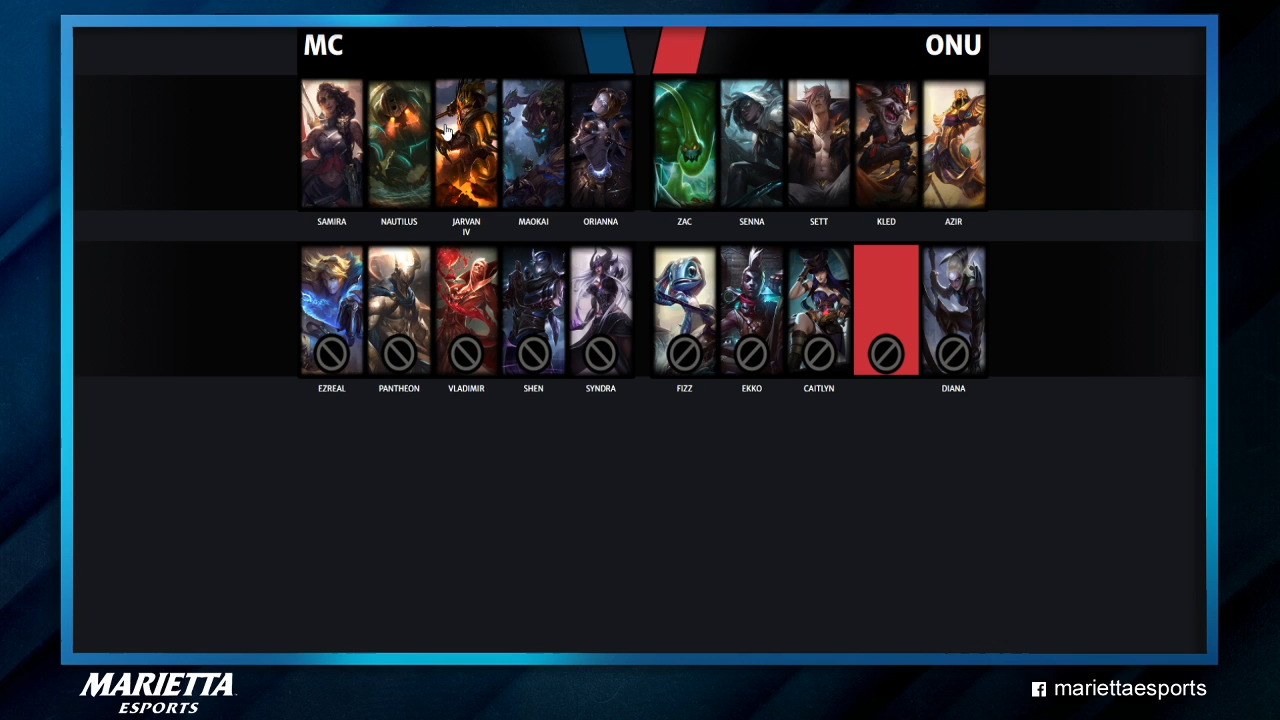 MC
ONU
SAMIRA
NAUTILUS
JARVAN
IV
MAOKAI
ORIANNA
ZAC
SENNA
SETT
KLED
AZIR
EZREAL
PANTHEON
VLADIMIR
SHEN
SYNDRA
FIZZ
EKKO
CAITLYN
DIANA
MARIETTA
ESPORTS
mariettaesports